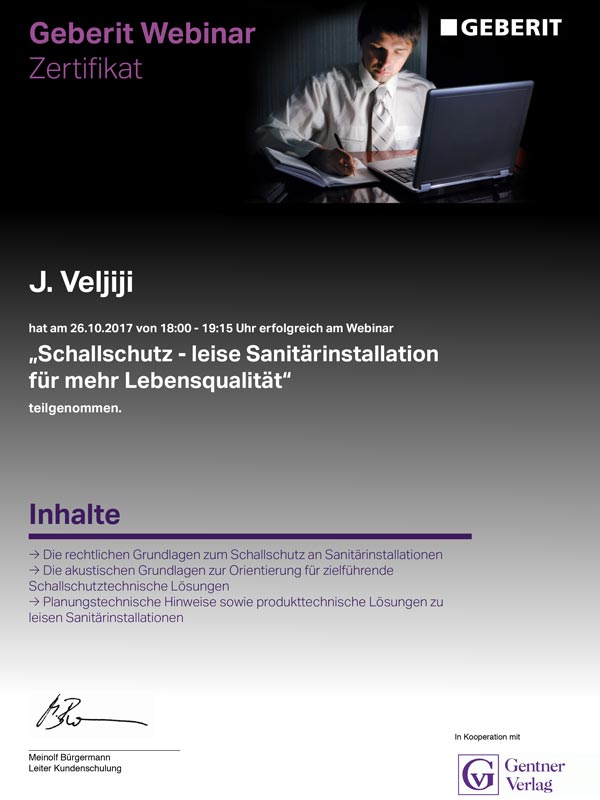 Geberit Webinar
Zertifikat
GEBERIT
J. Veljiji
hat am 26.10.2017 von 18:00 - 19:15 Uhr erfolgreich am Webinar
„Schallschutz - leise Sanitärinstallation
für mehr Lebensqualität“
teilgenommen.
Inhalte
→ Die rechtlichen Grundlagen zum Schallschutz an Sanitärinstallationen
→ Die akustischen Grundlagen zur Orientierung für zielführende
Schallschutztechnische Lösungen
→ Planungstechnische Hinweise sowie produkttechnische Lösungen zu
leisen Sanitärinstallationen
Meinolf Bürgermann
Leiter Kundenschulung
In Kooperation mit
GV Gentner
Verlag